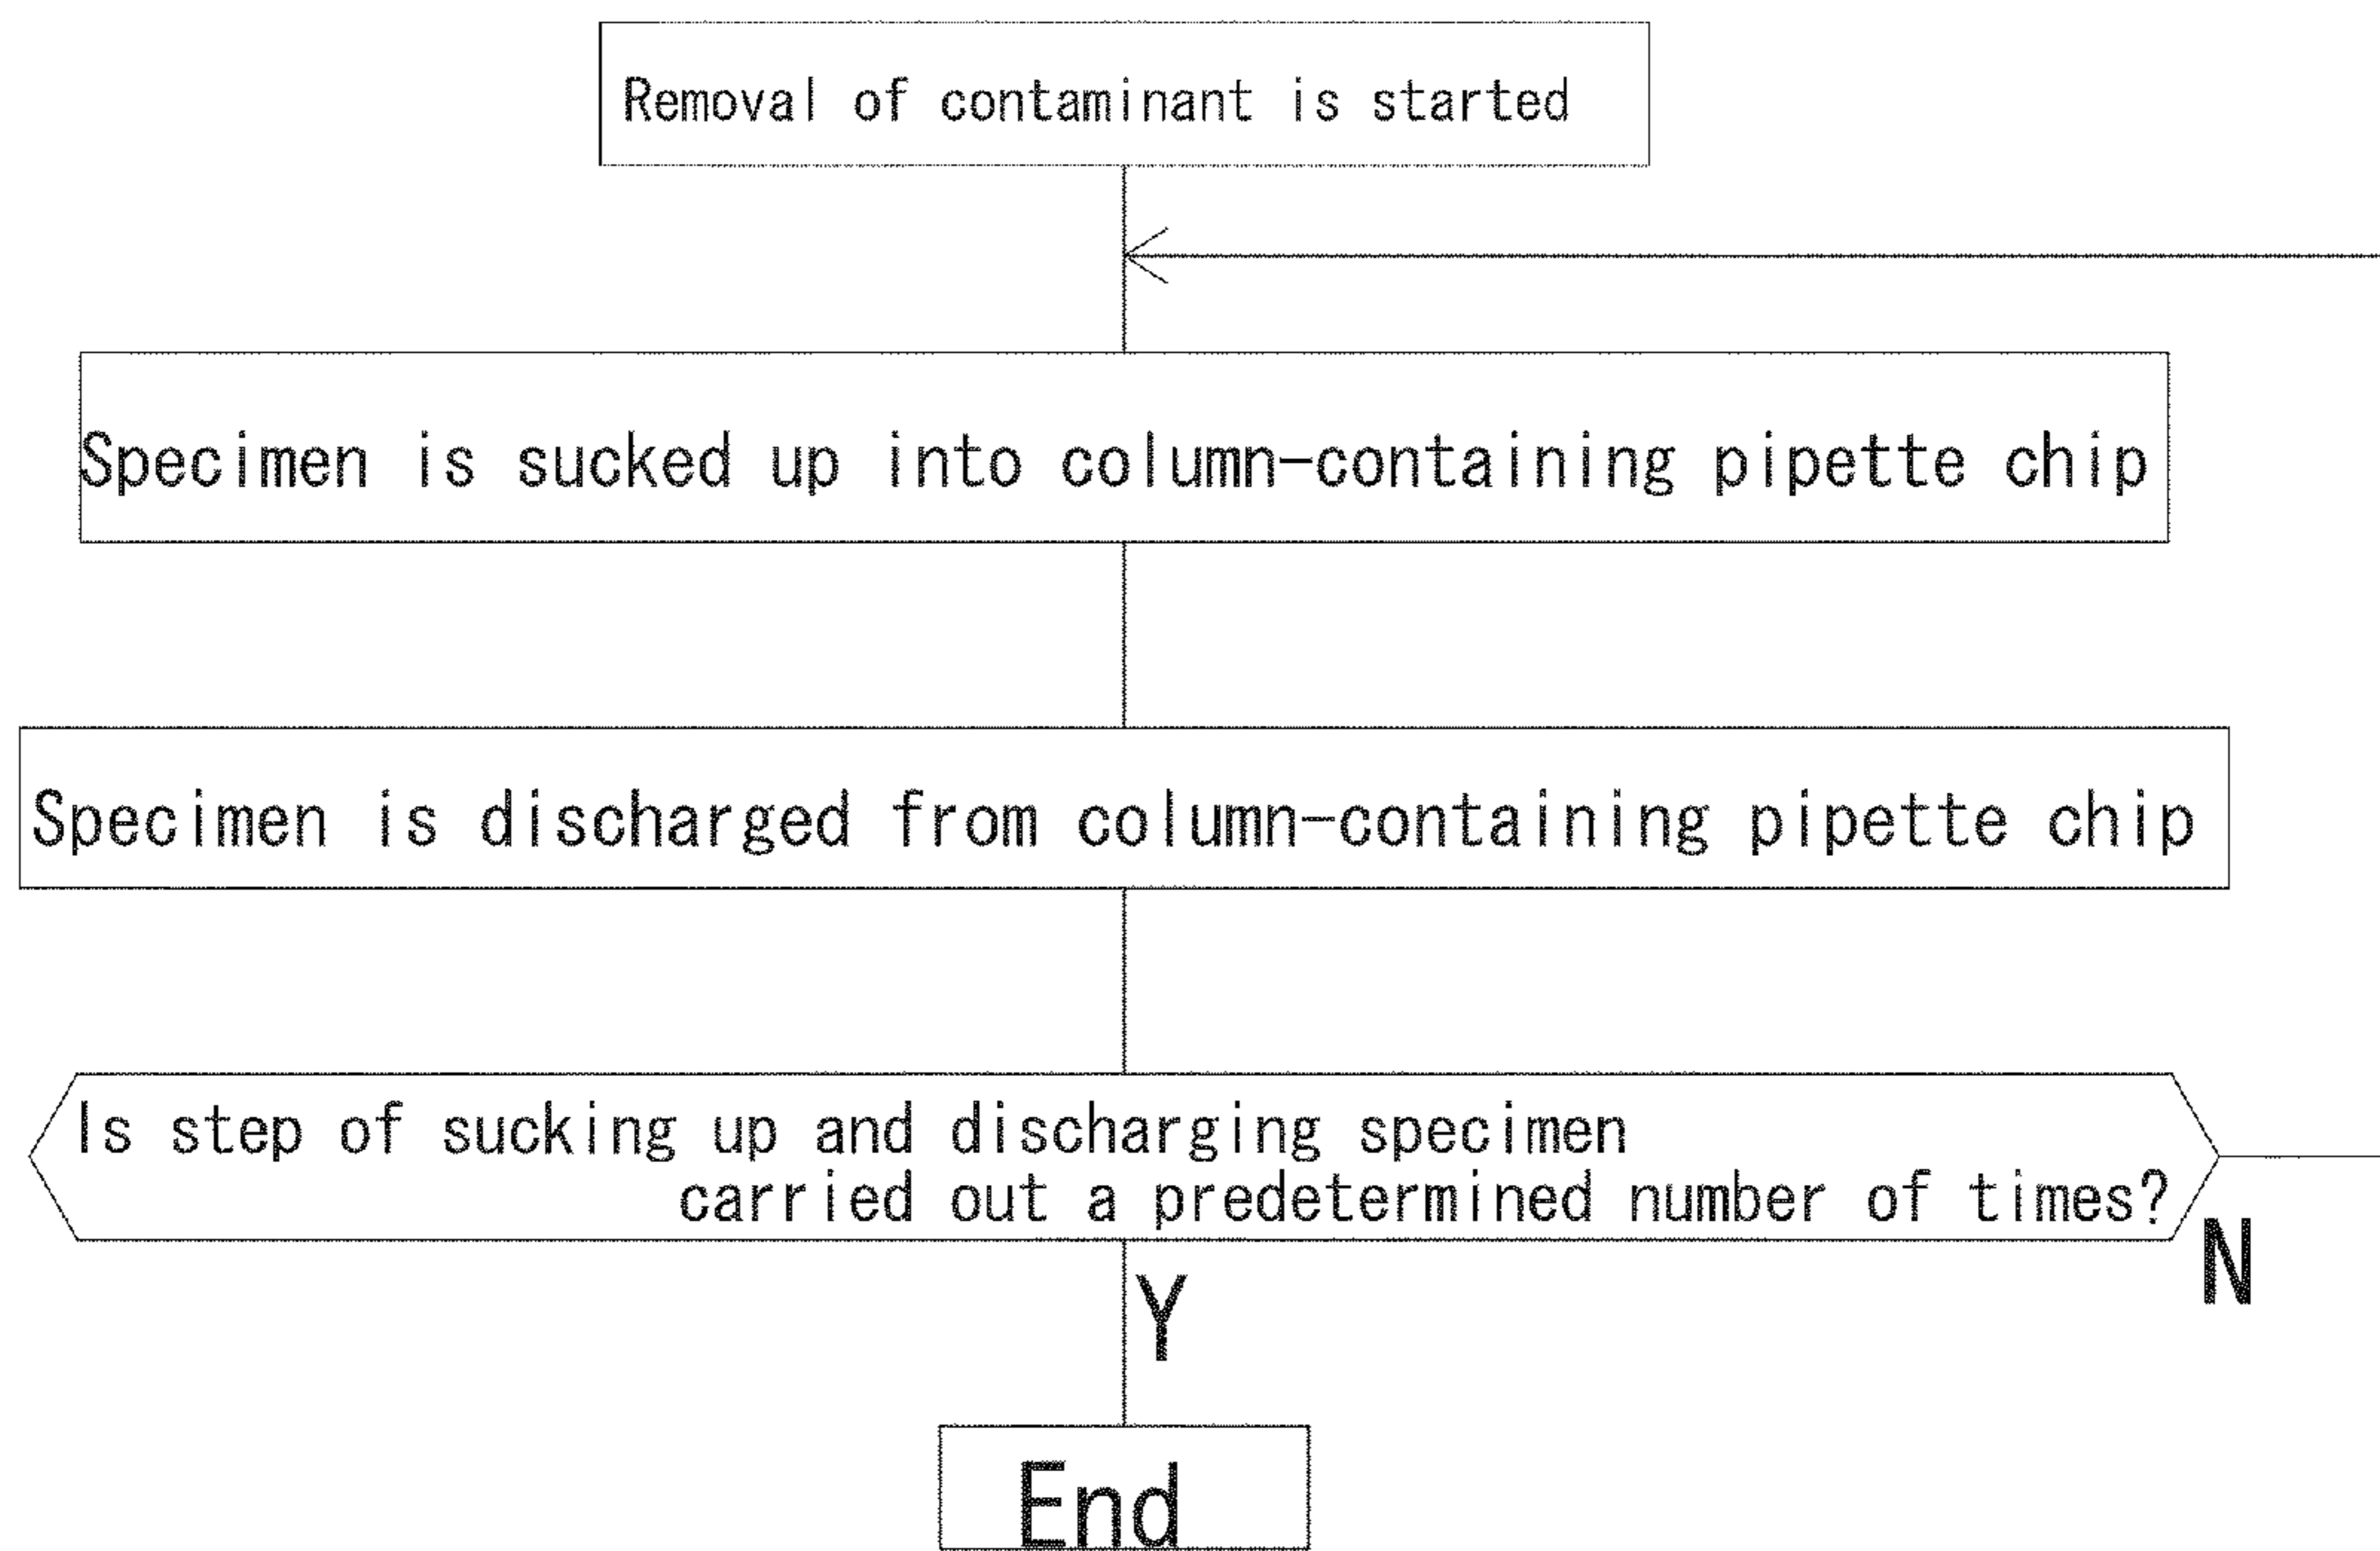 Removal of contaminant is started
Specimen is sucked up into column-containing pipette chip
Specimen is discharged from column-containing pipette chip
Is step of sucking up and discharging specimen
carried out a predetermined number of times?
N
Y
End